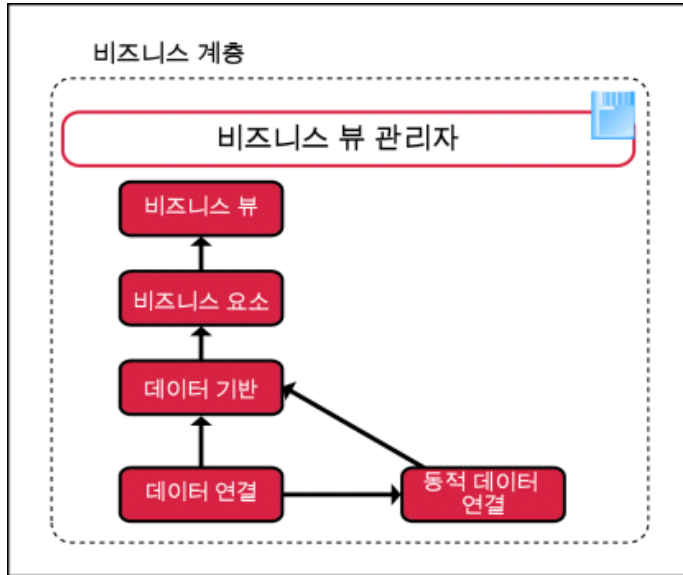 비즈니스 계층
비즈니스 뷰 관리자
비즈니스 뷰
비즈니스 요소
데이터 기반
데이터 연결
동적 데이터
연결